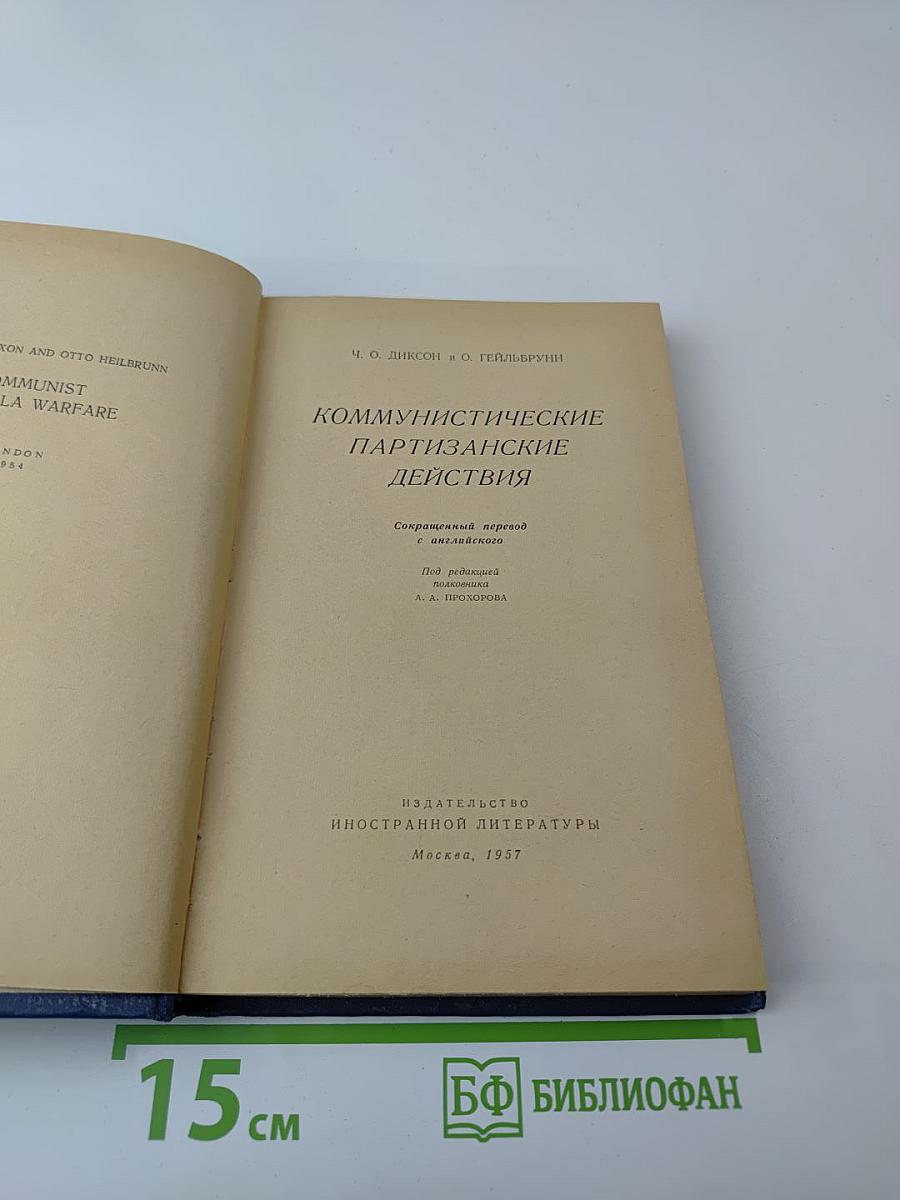 XON AND OTTO HEILBRUNN
OMMUNIST
LA WARFARE
NDON
954
Ч. О. ДИКСОН и О. ГЕЙЛЬБРУНН
КОММУНИСТИЧЕСКИЕ
ПАРТИЗАНСКИЕ
ДЕЙСТВИЯ
Сокращенный перевод
с английского
Под редакцией
полковника
А. А. ПРОХОРОВА
ИЗДАТЕЛЬСТВО
ИНОСТРАННОЙ ЛИТЕРАТУРЫ
Москва, 1957
15 см
БФ БИБЛИОФАН